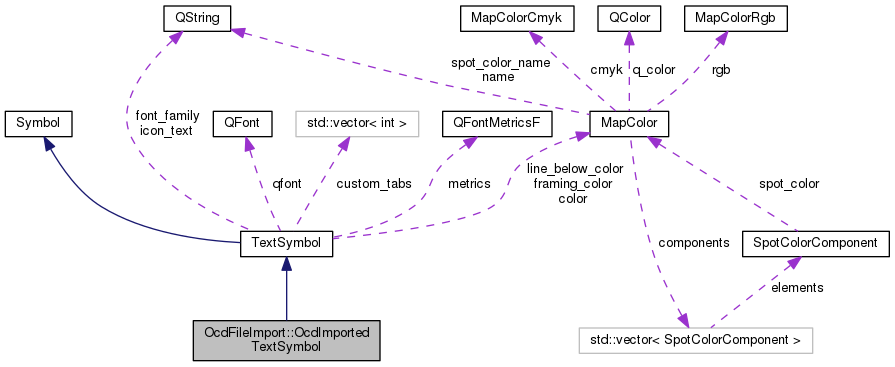 QString
MapColorCmyk
QColor
MapColorRgb
spot_color_name
name
cmyk
q_color
rgb
font_family
icon_text
Symbol
QFont
std::vector< int >
QFontMetricsF
MapColor
qfont
custom_tabs
metrics
line_below_color
framing_color
color
spot_color
TextSymbol
components
SpotColorComponent
elements
OcdFileImport::OcdImported
TextSymbol
std::vector< SpotColorComponent >